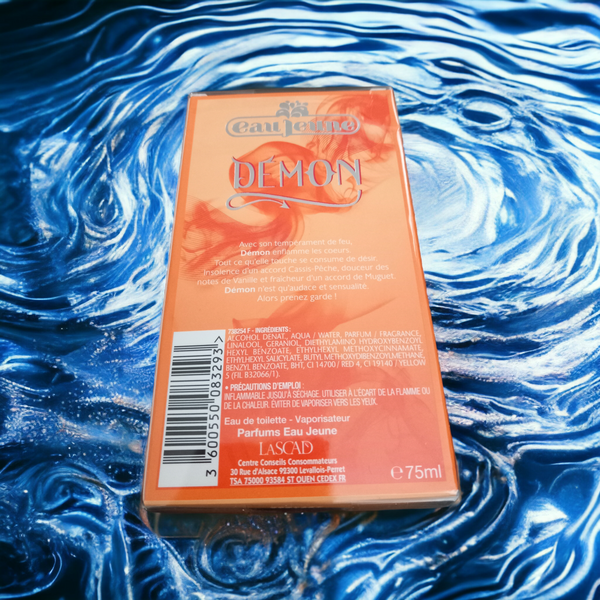 eau jeune
DÉMON
Avec son tempérament de feu,
Démon enflamme les coeurs.
Tout ce qu'elle touche se consume de désir.
Insolence d'un accord Cassis-Pêche, douceur des
notes de Vanille et fraîcheur d'un accord de Muguet.
Démon n'est qu'audace et sensualité.
Alors prenez garde !
738254 F - INGRÉDIENTS :
ALCOHOL DENAT., AQUA / WATER, PARFUM / FRAGRANCE,
LINALOOL, GERANIOL, DIETHYLAMINO HYDROXYBENZOYL
HEXYL BENZOATE, ETHYLHEXYL METHOXYCINNAMATE,
ETHYLHEXYL SALICYLATE, BUTYL METHOXYDIBENZOYLMETHANE,
BENZYL BENZOATE, BHT, CI 14700 / RED 4, CI 19140 / YELLOW
5 (FIL B32066/1).
• PRÉCAUTIONS D'EMPLOI :
INFLAMMABLE JUSQU'À SÉCHAGE. UTILISER À L'ÉCART DE LA FLAMME OU
DE LA CHALEUR. ÉVITER DE VAPORISER VERS LES YEUX.
Eau de toilette - Vaporisateur
Parfums Eau Jeune
LASCAD
Centre Conseils Consommateurs
30 Rue d'Alsace 92300 Levallois-Perret
TSA 75000 93584 ST OUEN CEDEX FR
℮75ml
3 600550 083293 >